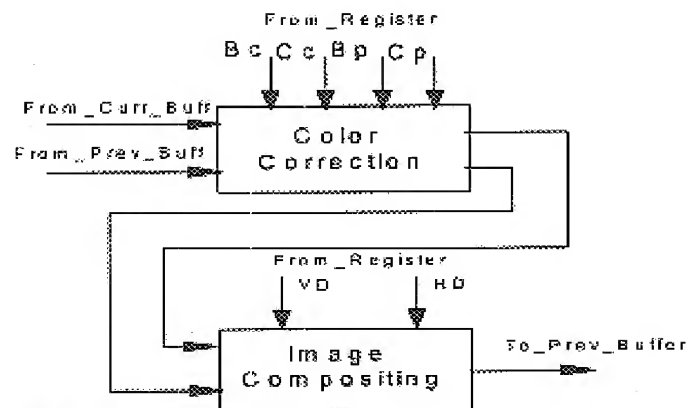 From_Register
Bc Cc Bp Cp
From_Curr_Buff
Color
From_Prev_Buff
Correction
From_Register
VD HD
Image
To_Prev_Buffer
Compositing